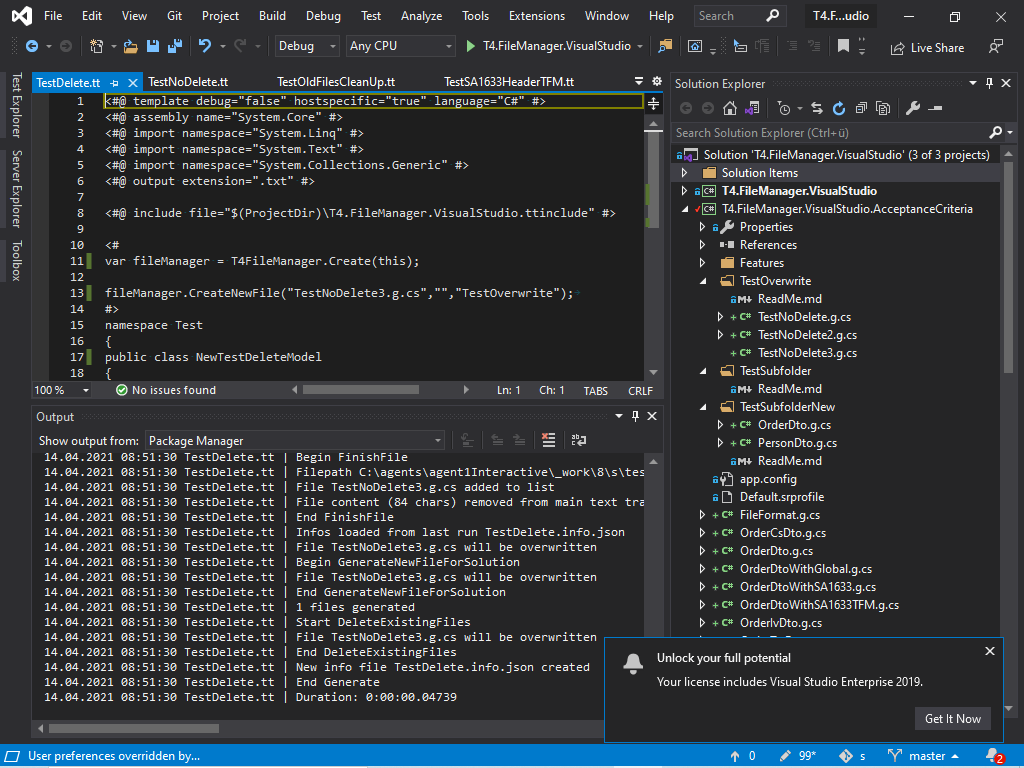 File Edit View Git Project Build Debug Test Analyze Tools Extensions Window Help Search T4.F...udio
Debug Any CPU T4.FileManager.VisualStudio Live Share
Test Explorer
Server Explorer
Toolbox
TestDelete.tt TestNoDelete.tt TestOldFilesCleanUp.tt TestSA1633HeaderTFM.tt
1 <#@ template debug="false" hostspecific="true" language="C#" #>
2 <#@ assembly name="System.Core" #>
3 <#@ import namespace="System.Linq" #>
4 <#@ import namespace="System.Text" #>
5 <#@ import namespace="System.Collections.Generic" #>
6 <#@ output extension=".txt" #>
7
8 <#@ include file="$(ProjectDir)\T4.FileManager.VisualStudio.ttinclude" #>
9
10 <#
11 var fileManager = T4FileManager.Create(this);
12
13 fileManager.CreateNewFile("TestNoDelete3.g.cs","","TestOverwrite");
14 #>
15 namespace Test
16 {
17 public class NewTestDeleteModel
18 {
100 % No issues found Ln: 1 Ch: 1 TABS CRLF
Output
Show output from: Package Manager
14.04.2021 08:51:30 TestDelete.tt | Begin FinishFile
14.04.2021 08:51:30 TestDelete.tt | Filepath C:\agents\agent1Interactive\_work\8\s\tes
14.04.2021 08:51:30 TestDelete.tt | File TestNoDelete3.g.cs added to list
14.04.2021 08:51:30 TestDelete.tt | File content (84 chars) removed from main text tra
14.04.2021 08:51:30 TestDelete.tt | End FinishFile
14.04.2021 08:51:30 TestDelete.tt | Infos loaded from last run TestDelete.info.json
14.04.2021 08:51:30 TestDelete.tt | File TestNoDelete3.g.cs will be overwritten
14.04.2021 08:51:30 TestDelete.tt | Begin GenerateNewFileForSolution
14.04.2021 08:51:30 TestDelete.tt | File TestNoDelete3.g.cs will be overwritten
14.04.2021 08:51:30 TestDelete.tt | End GenerateNewFileForSolution
14.04.2021 08:51:30 TestDelete.tt | 1 files generated
14.04.2021 08:51:30 TestDelete.tt | Start DeleteExistingFiles
14.04.2021 08:51:30 TestDelete.tt | File TestNoDelete3.g.cs will be overwritten
14.04.2021 08:51:30 TestDelete.tt | End DeleteExistingFiles
14.04.2021 08:51:30 TestDelete.tt | New info file TestDelete.info.json created
14.04.2021 08:51:30 TestDelete.tt | End Generate
14.04.2021 08:51:30 TestDelete.tt | Duration: 0:00:00.04739
Solution Explorer
Search Solution Explorer (Ctrl+ü)
Solution 'T4.FileManager.VisualStudio' (3 of 3 projects)
Solution Items
C# T4.FileManager.VisualStudio
C# T4.FileManager.VisualStudio.AcceptanceCriteria
Properties
References
Features
TestOverwrite
M↓ ReadMe.md
+ C# TestNoDelete.g.cs
+ C# TestNoDelete2.g.cs
+ C# TestNoDelete3.g.cs
TestSubfolder
M↓ ReadMe.md
TestSubfolderNew
+ C# OrderDto.g.cs
+ C# PersonDto.g.cs
M↓ ReadMe.md
app.config
Default.srprofile
+ C# FileFormat.g.cs
+ C# OrderCsDto.g.cs
+ C# OrderDto.g.cs
+ C# OrderDtoWithGlobal.g.cs
+ C# OrderDtoWithSA1633.g.cs
+ C# OrderDtoWithSA1633TFM.g.cs
+ C# OrderIvDto.g.cs
Unlock your full potential
Your license includes Visual Studio Enterprise 2019.
Get It Now
User preferences overridden by... 0 99* s master 2